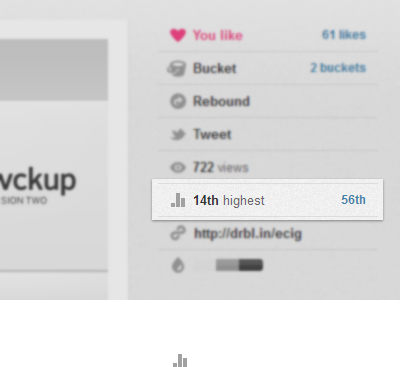 You like 61 likes
Bucket 2 buckets
Rebound
Tweet
722 views
vckup
SION TWO
14th highest 56th
http://drbl.in/ecig